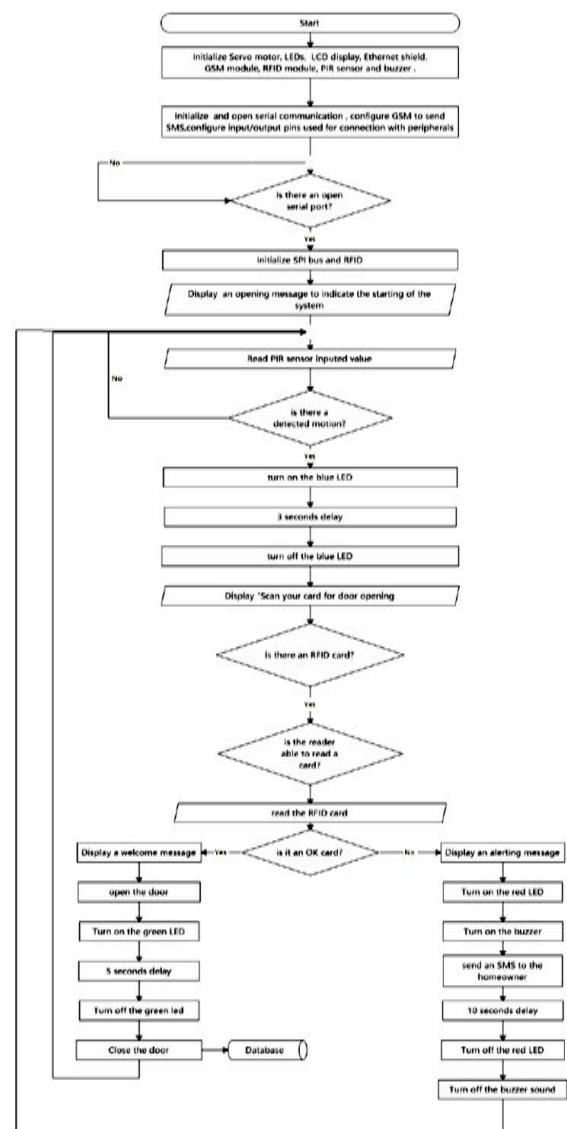 Start
Initialize Servo motor, LEDs, LCD display, Ethernet shield,
GSM module, RFID module, PIR sensor and buzzer .
Initialize and open serial communication , configure GSM to send
SMS,configure input/output pins used for connection with peripherals
No
Is there an open
serial port?
Yes
Initialize SPI bus and RFID
Display an opening message to indicate the starting of the
system
Read PIR sensor inputed value
No
is there a
detected motion?
Yes
turn on the blue LED
3 seconds delay
turn off the blue LED
Display "Scan your card for door opening
is there an RFID card?
Yes
is the reader
able to read a
card?
read the RFID card
Display a welcome message
Yes
is it an OK card?
No
Display an alerting message
open the door
Turn on the red LED
Turn on the green LED
Turn on the buzzer
5 seconds delay
send an SMS to the
homeowner
Turn off the green led
10 seconds delay
Close the door
Database
Turn off the red LED
Turn off the buzzer sound